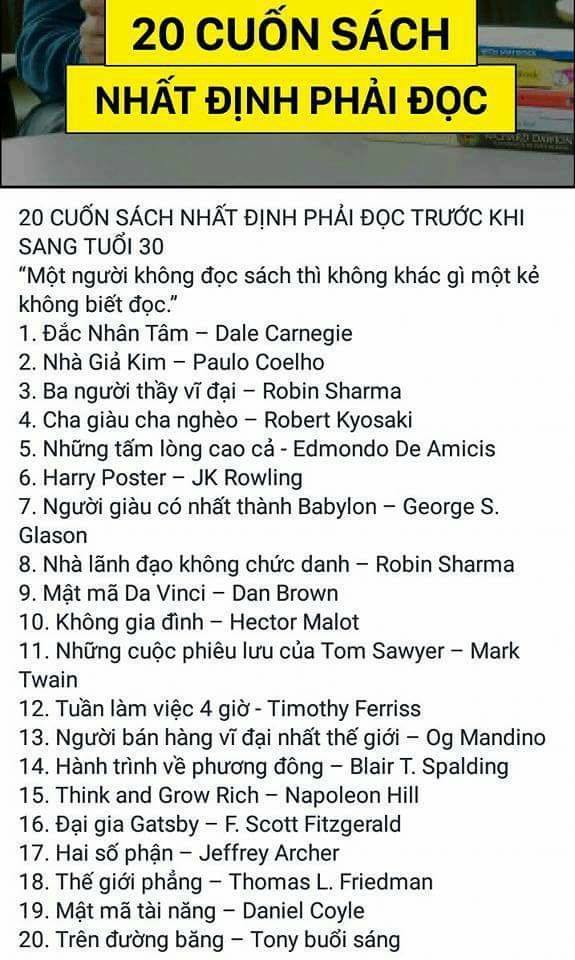 20 CUỐN SÁCH
NHẤT ĐỊNH PHẢI ĐỌC
20 CUỐN SÁCH NHẤT ĐỊNH PHẢI ĐỌC TRƯỚC KHI
SANG TUỔI 30
“Một người không đọc sách thì không khác gì một kẻ
không biết đọc.”
1. Đắc Nhân Tâm – Dale Carnegie
2. Nhà Giả Kim – Paulo Coelho
3. Ba người thầy vĩ đại – Robin Sharma
4. Cha giàu cha nghèo – Robert Kyosaki
5. Những tấm lòng cao cả - Edmondo De Amicis
6. Harry Poster – JK Rowling
7. Người giàu có nhất thành Babylon – George S.
Glason
8. Nhà lãnh đạo không chức danh – Robin Sharma
9. Mật mã Da Vinci – Dan Brown
10. Không gia đình – Hector Malot
11. Những cuộc phiêu lưu của Tom Sawyer – Mark
Twain
12. Tuần làm việc 4 giờ - Timothy Ferriss
13. Người bán hàng vĩ đại nhất thế giới – Og Mandino
14. Hành trình về phương đông – Blair T. Spalding
15. Think and Grow Rich – Napoleon Hill
16. Đại gia Gatsby – F. Scott Fitzgerald
17. Hai số phận – Jeffrey Archer
18. Thế giới phẳng – Thomas L. Friedman
19. Mật mã tài năng – Daniel Coyle
20. Trên đường băng – Tony buổi sáng